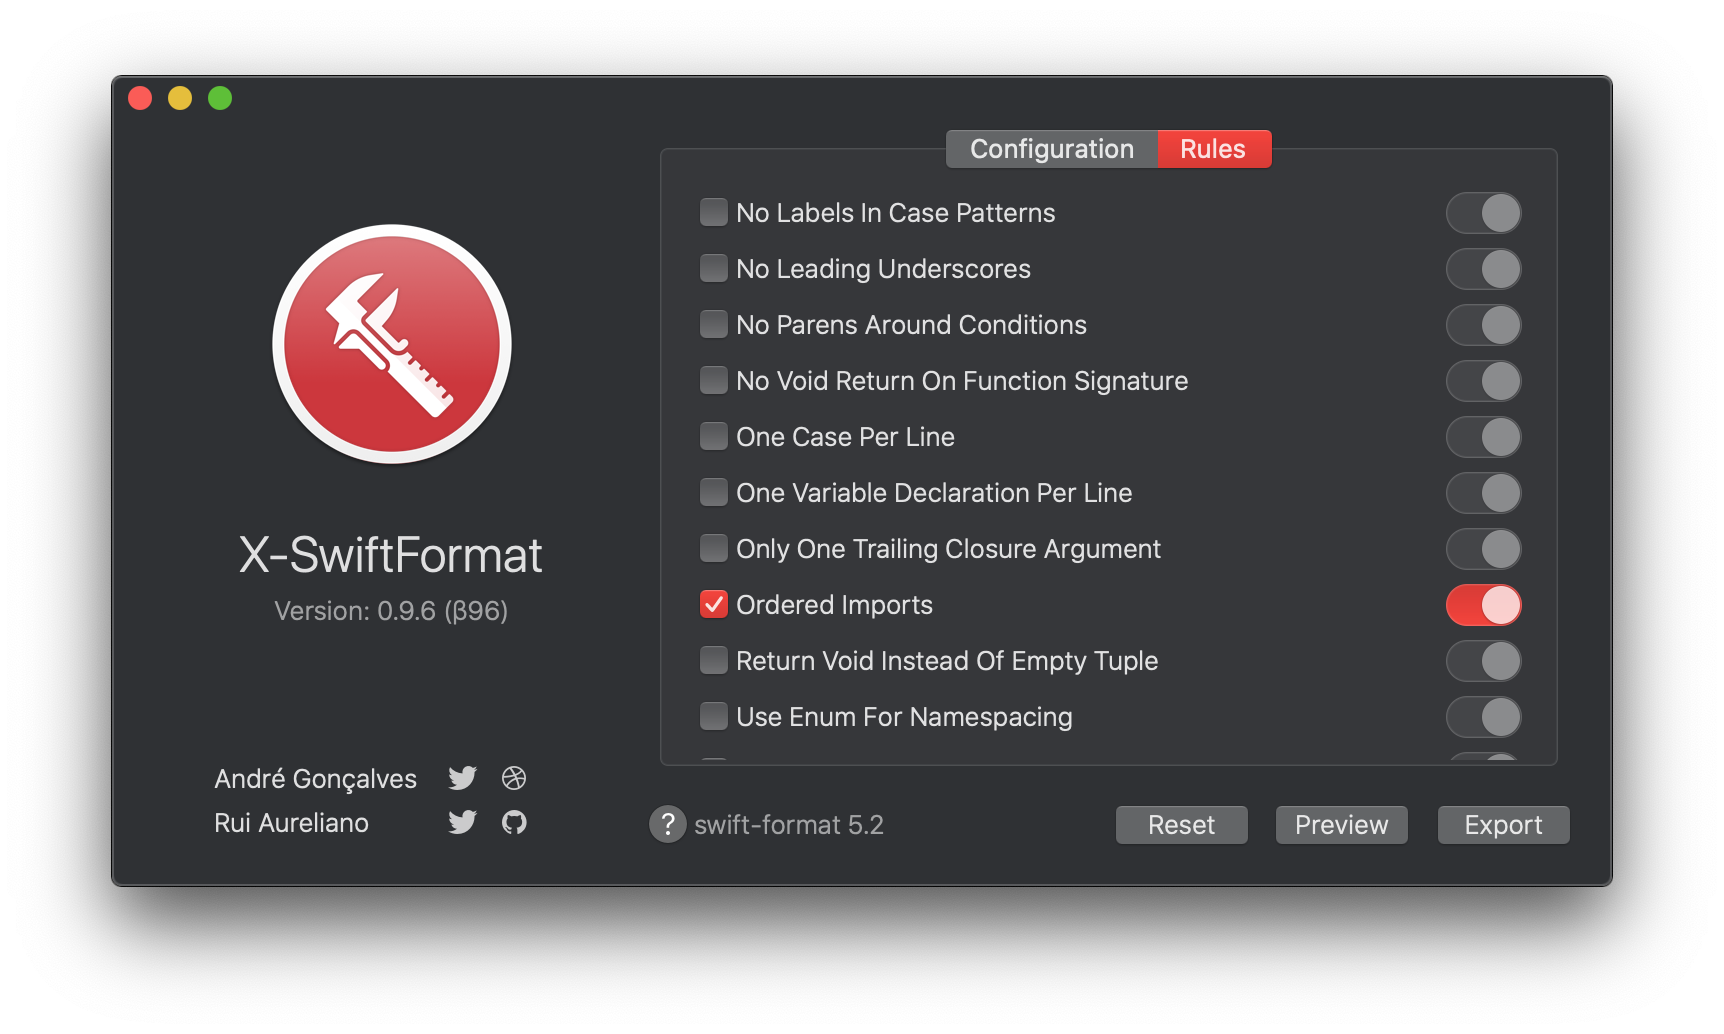 Configuration
Rules
No Labels In Case Patterns
No Leading Underscores
No Parens Around Conditions
No Void Return On Function Signature
One Case Per Line
One Variable Declaration Per Line
Only One Trailing Closure Argument
Ordered Imports
Return Void Instead Of Empty Tuple
Use Enum For Namespacing
X-SwiftFormat
Version: 0.9.6 (β96)
André Gonçalves
Rui Aureliano
? swift-format 5.2
Reset
Preview
Export